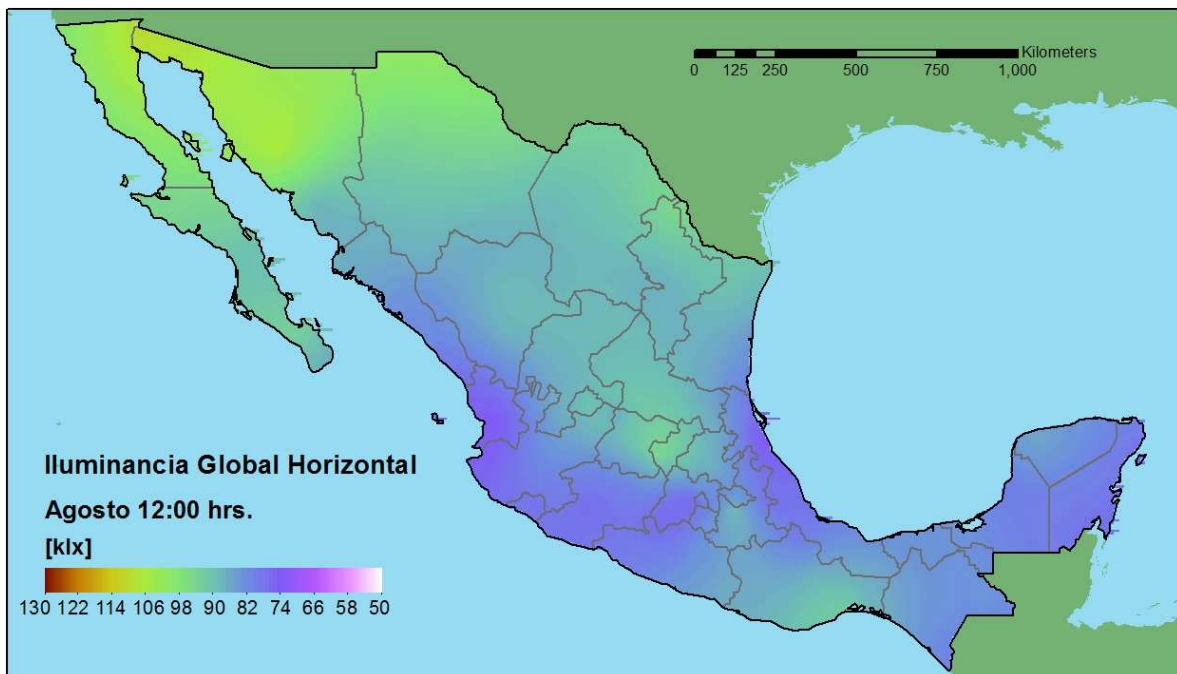 Kilometers
0 125 250 500 750 1,000
Iluminancia Global Horizontal
Agosto 12:00 hrs.
[klx]
130 122 114 106 98 90 82 74 66 58 50